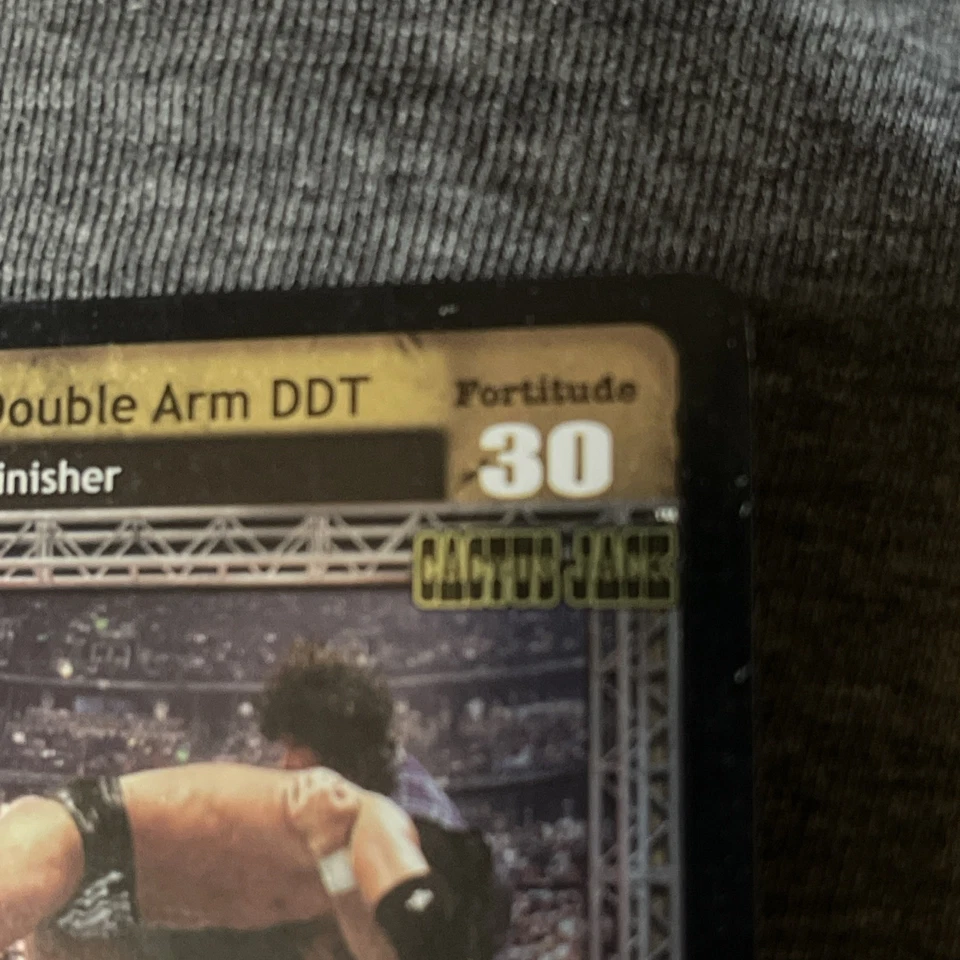 Double Arm DDT
Fortitude
30
inisher
CACTUS JACK